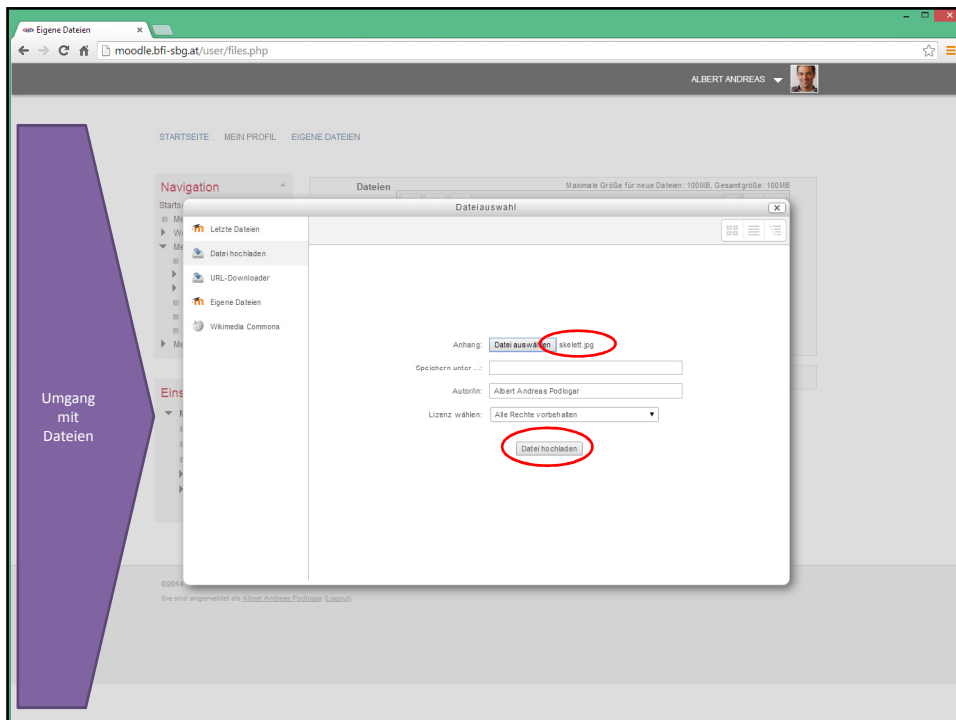 Eigene Dateien
moodle.bfi-sbg.at/user/files.php
ALBERT ANDREAS
STARTSEITE MEIN PROFIL EIGENE DATEIEN
Navigation
Dateien
Maximale Größe für neue Dateien: 100MB, Gesamtgröße: 100MB
Dateiauswahl
Letzte Dateien
Datei hochladen
URL-Downloader
Eigene Dateien
Wikimedia Commons
Anhang: Datei auswählen skelett.jpg
Speichern unter ...:
Autor/in: Albert Andreas Podlogar
Lizenz wählen: Alle Rechte vorbehalten
Datei hochladen
Umgang
mit
Dateien
©2014
Sie sind angemeldet als Albert Andreas Podlogar (Logout)